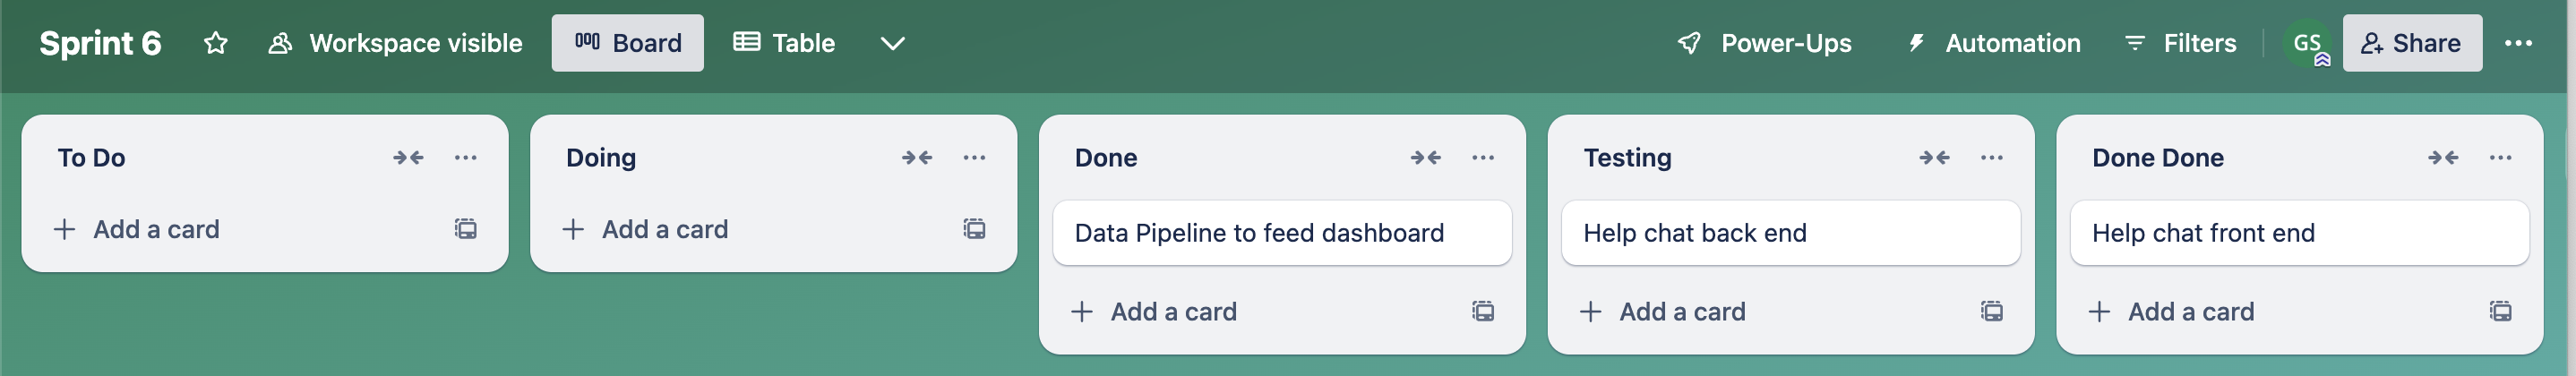 Sprint 6 Workspace visible Board Table Power-Ups Automation Filters GS Share
To Do
Add a card
Doing
Add a card
Done
Data Pipeline to feed dashboard
Add a card
Testing
Help chat back end
Add a card
Done Done
Help chat front end
Add a card